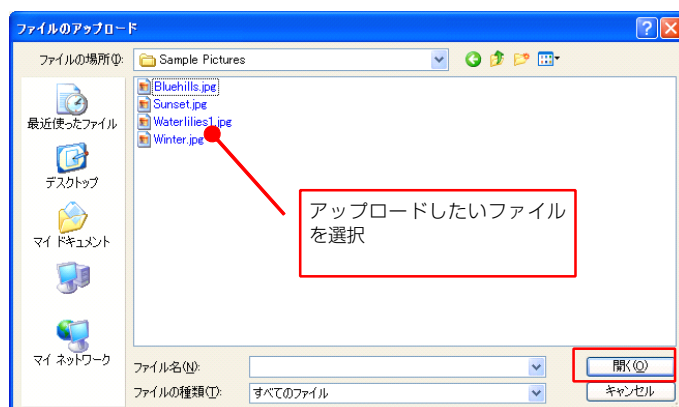 ファイルのアップロード
ファイルの場所(I):
Sample Pictures
Bluehills.jpg
Sunset.jpg
Waterlilies1.jpg
Winter.jpg
最近使ったファイル
デスクトップ
マイ ドキュメント
マイ ネットワーク
アップロードしたいファイル
を選択
ファイル名(N):
開く(O)
ファイルの種類(T):
すべてのファイル
キャンセル